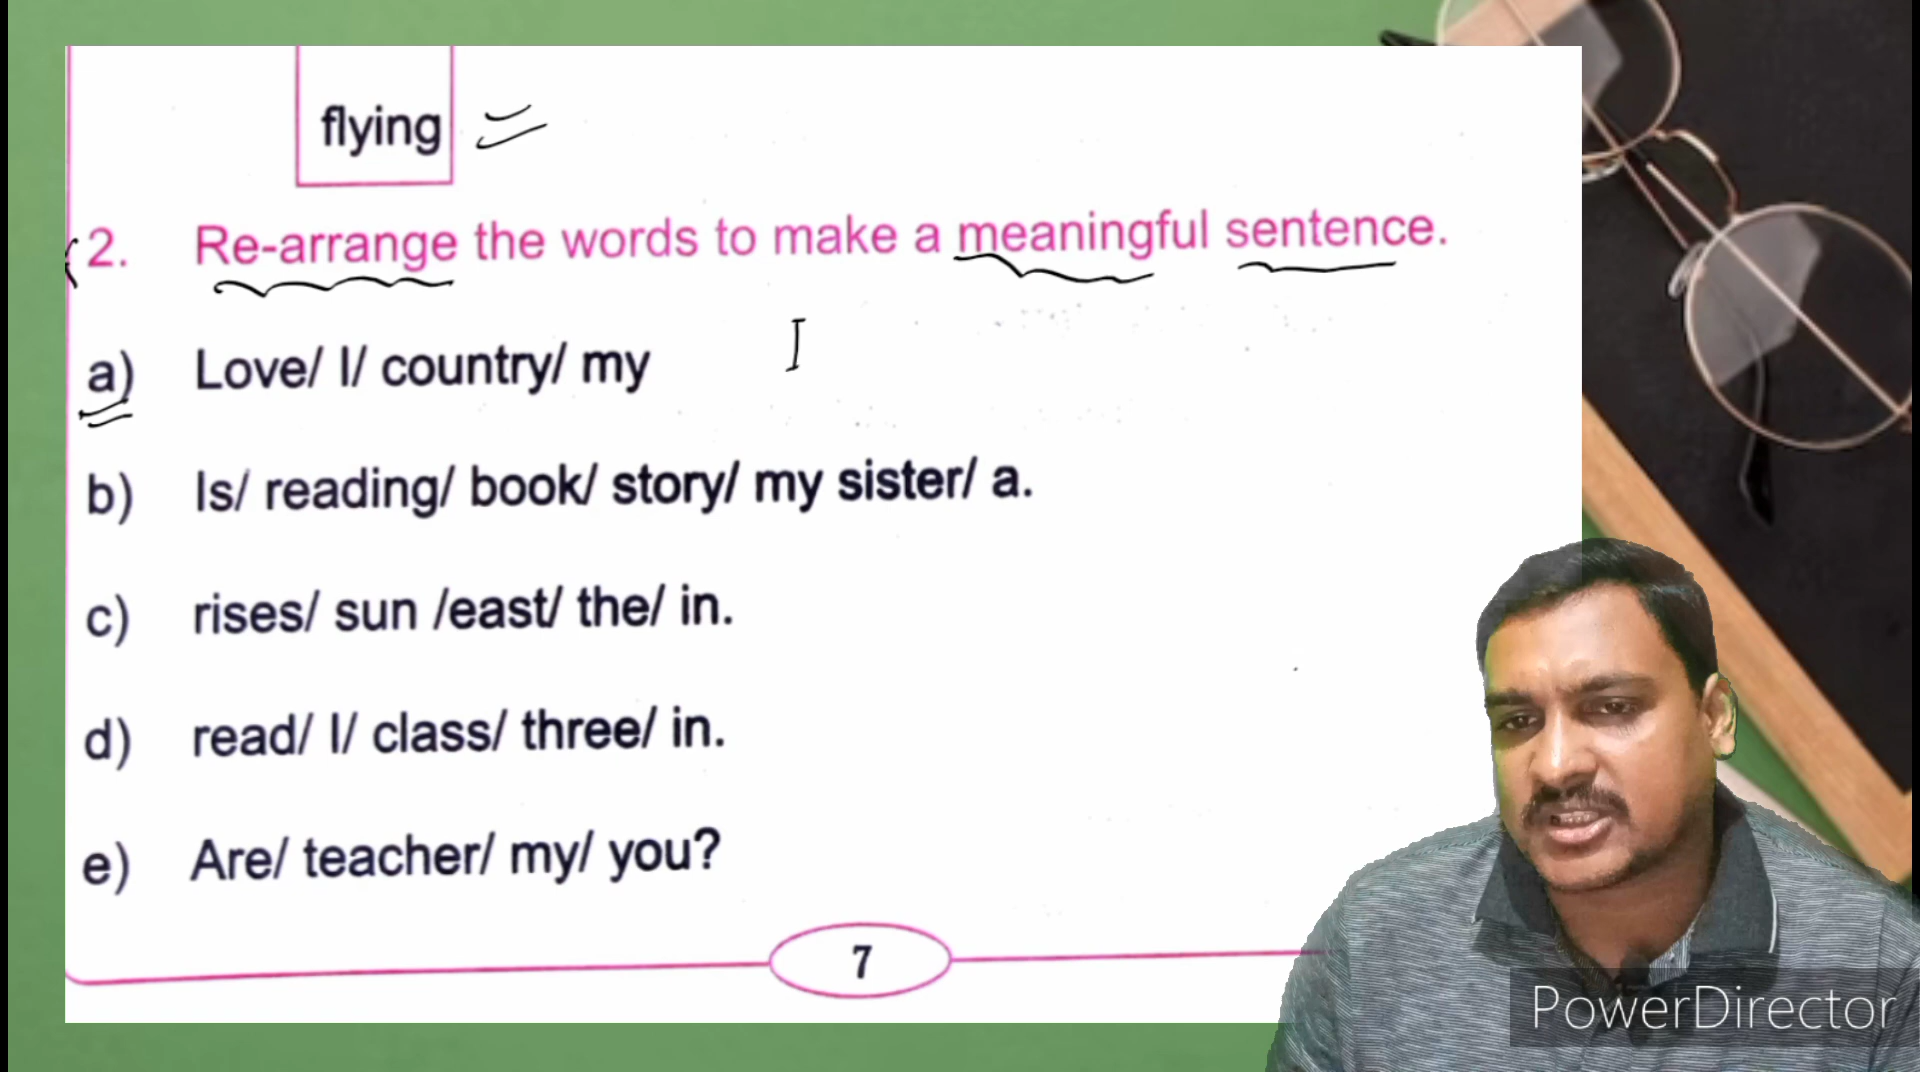 flying
2. Re-arrange the words to make a meaningful sentence.
a) Love/ I/ country/ my I
b) Is/ reading/ book/ story/ my sister/ a.
c) rises/ sun /east/ the/ in.
d) read/ I/ class/ three/ in.
e) Are/ teacher/ my/ you?
7
PowerDirector